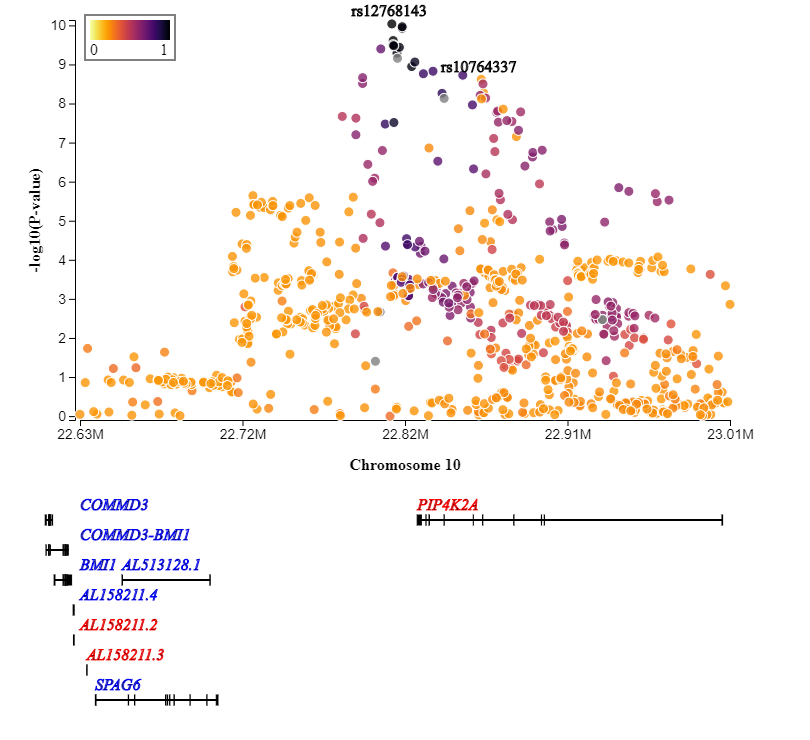 rs12768143
rs10764337
0 1
-log10(P-value)
10
9
8
7
6
5
4
3
2
1
0
22.63M 22.72M 22.82M 22.91M 23.01M
Chromosome 10
COMMD3 PIP4K2A
COMMD3-BMI1
BMI1 AL513128.1
AL158211.4
AL158211.2
AL158211.3
SPAG6